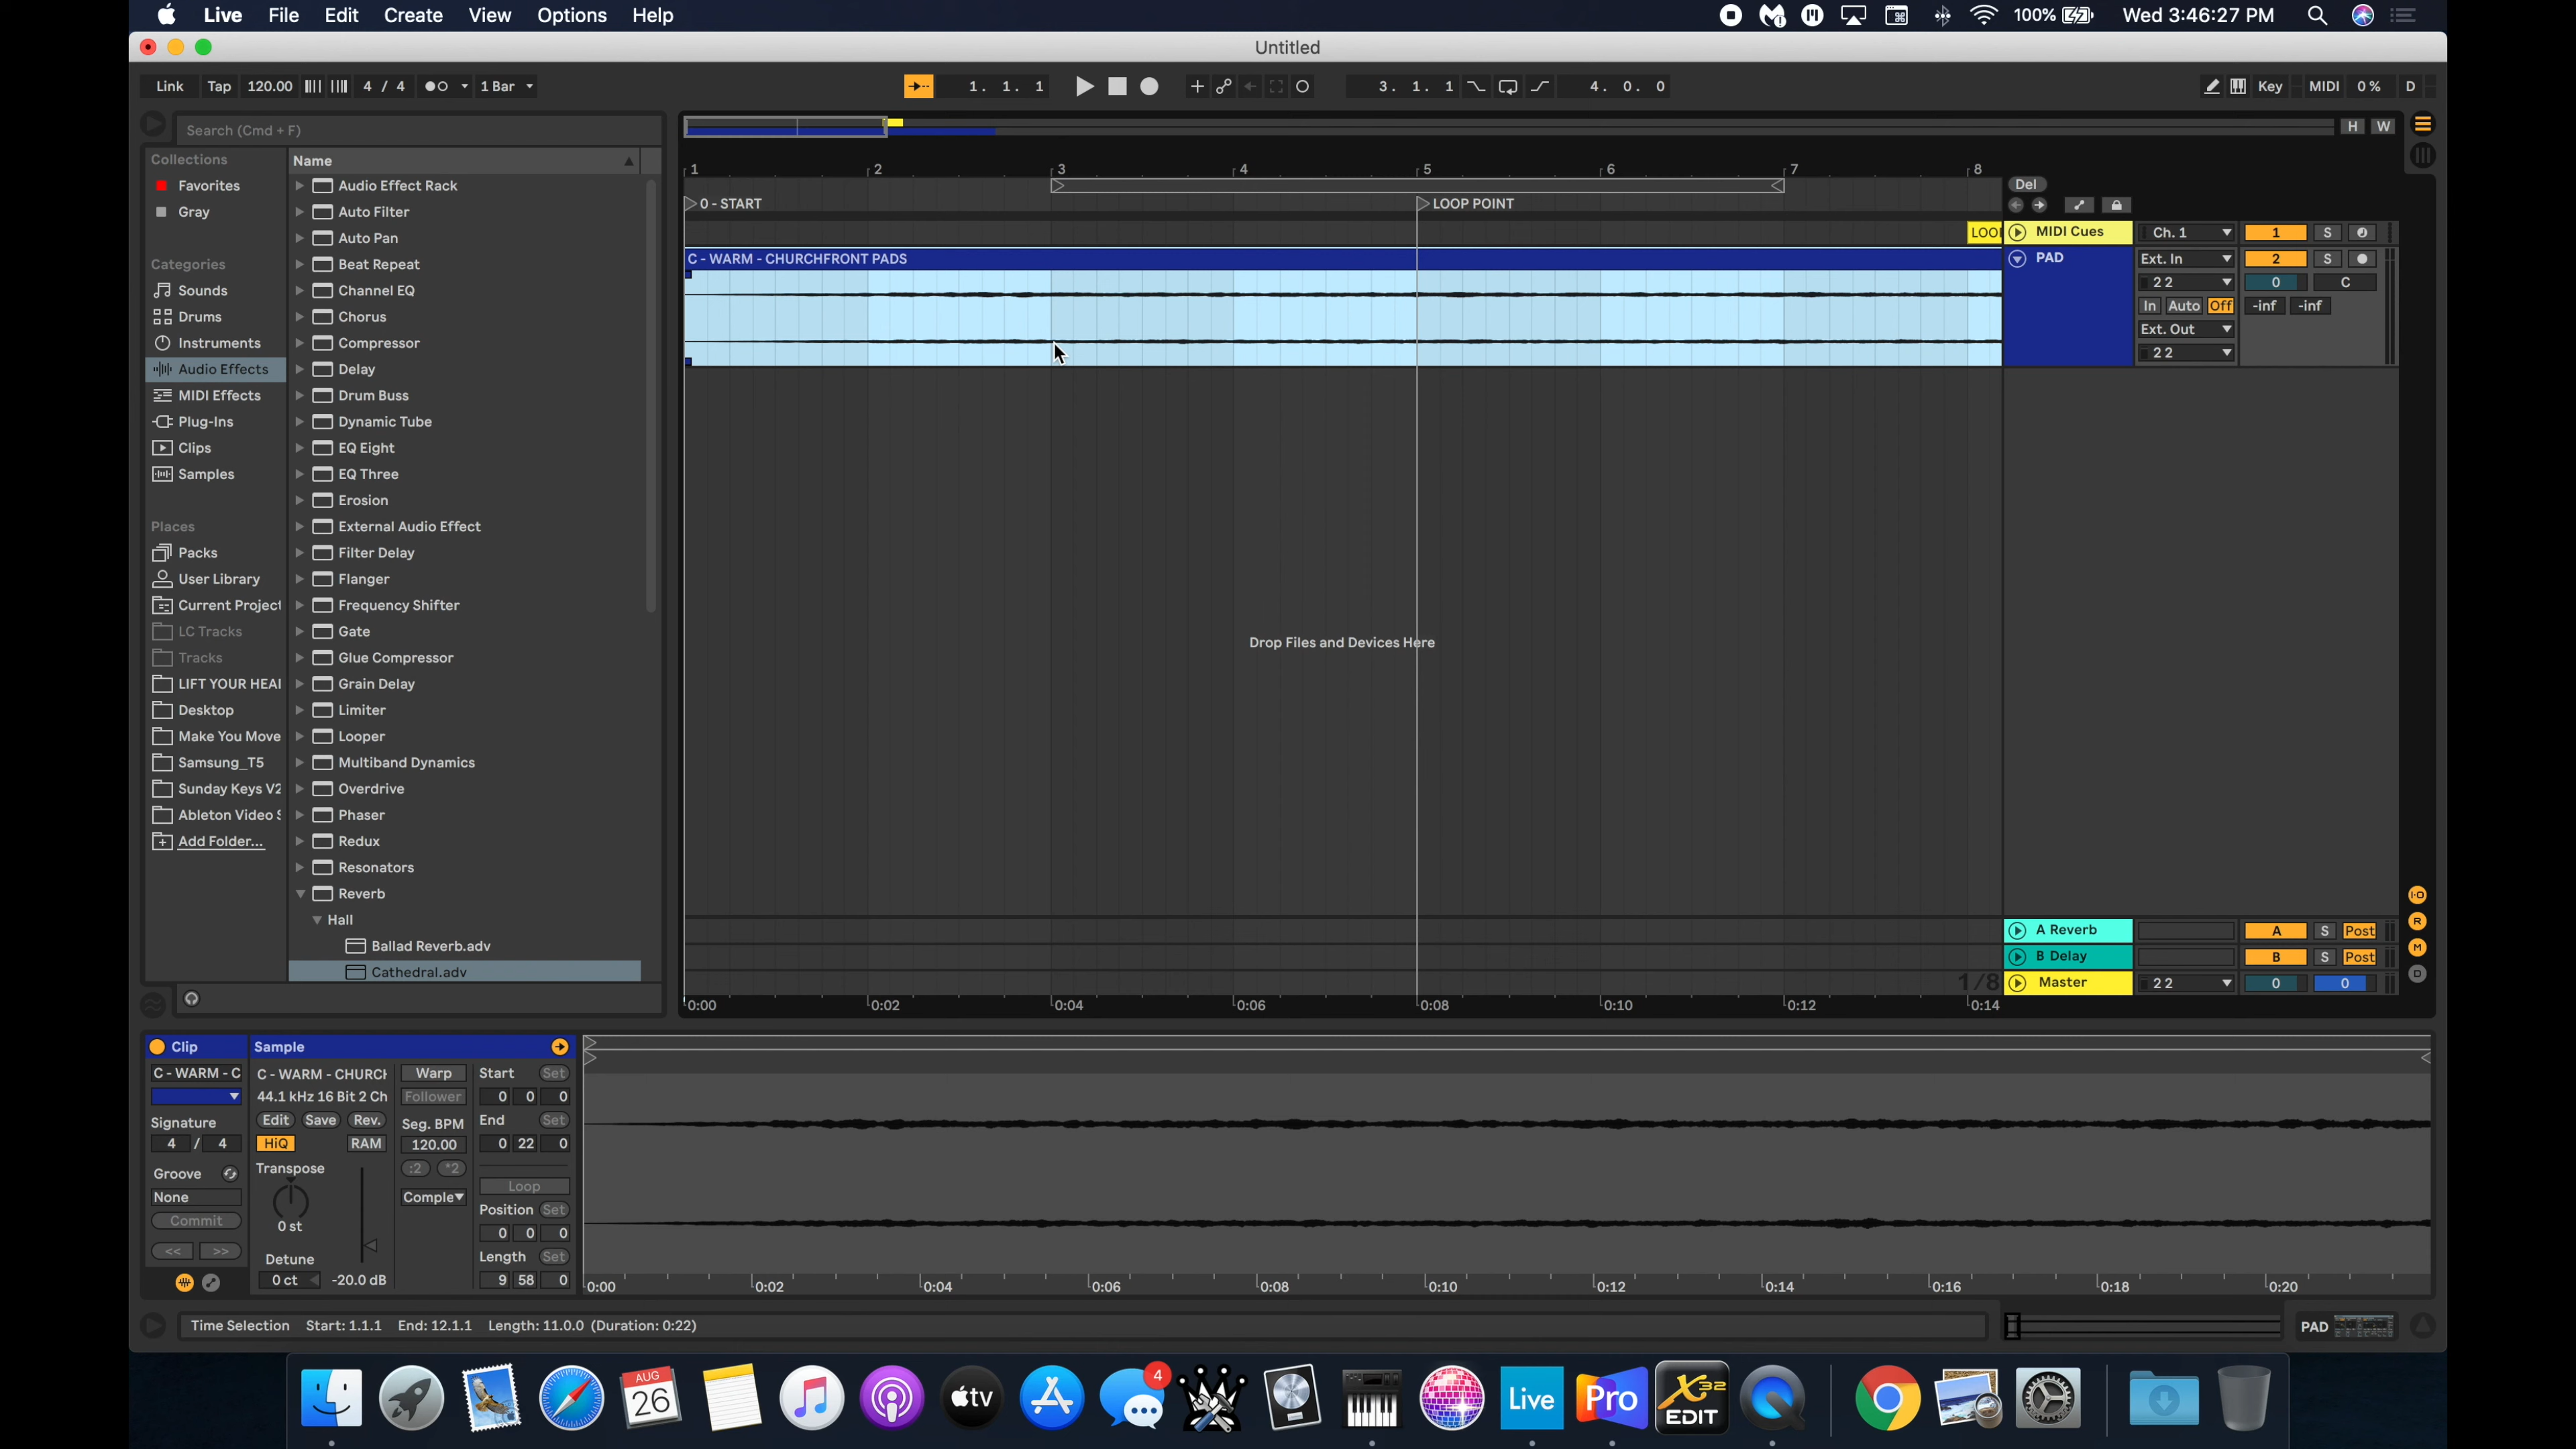 Live File Edit Create View Options Help 100% Wed 3:46:27 PM
Untitled
Link Tap 120.00 4 / 4 1 Bar 1. 1. 1 3. 1. 1 4. 0. 0 Key MIDI 0 % D
Search (Cmd + F)
H W
Collections
Favorites
Gray
Categories
Sounds
Drums
Instruments
Audio Effects
MIDI Effects
Plug-Ins
Clips
Samples
Places
Packs
User Library
Current Project
LC Tracks
Tracks
LIFT YOUR HEA
Desktop
Make You Move
Samsung_T5
Sunday Keys V2
Ableton Video S
Add Folder...
Name
Audio Effect Rack
Auto Filter
Auto Pan
Beat Repeat
Channel EQ
Chorus
Compressor
Delay
Drum Buss
Dynamic Tube
EQ Eight
EQ Three
Erosion
External Audio Effect
Filter Delay
Flanger
Frequency Shifter
Gate
Glue Compressor
Grain Delay
Limiter
Looper
Multiband Dynamics
Overdrive
Phaser
Redux
Resonators
Reverb
Hall
Ballad Reverb.adv
Cathedral.adv
1 2 3 4 5 6 7 8
Del
0 - START LOOP POINT
LOOI MIDI Cues Ch. 1 1 S
C - WARM - CHURCHFRONT PADS PAD Ext. In 2 S
2 2 0 C
In Auto Off -inf -inf
Ext. Out
2 2
Drop Files and Devices Here
A Reverb A S Post
B Delay B S Post
1/8 Master 2 2 0 0
I·O
R
M
D
0:00 0:02 0:04 0:06 0:08 0:10 0:12 0:14
Clip
C - WARM - C
Signature
4 / 4
Groove
None
Commit
<< >>
Sample
C - WARM - CHURCH
44.1 kHz 16 Bit 2 Ch
Edit Save Rev.
HiQ RAM
Transpose
0 st
Detune
0 ct -20.0 dB
Warp
Follower
Seg. BPM
120.00
:2 *2
Comple
Start Set
0 0 0
End Set
0 22 0
Loop
Position Set
0 0 0
Length Set
9 58 0
0:00 0:02 0:04 0:06 0:08 0:10 0:12 0:14 0:16 0:18 0:20
Time Selection Start: 1.1.1 End: 12.1.1 Length: 11.0.0 (Duration: 0:22)
PAD
AUG
26
tv
4
Live
Pro
X32
EDIT